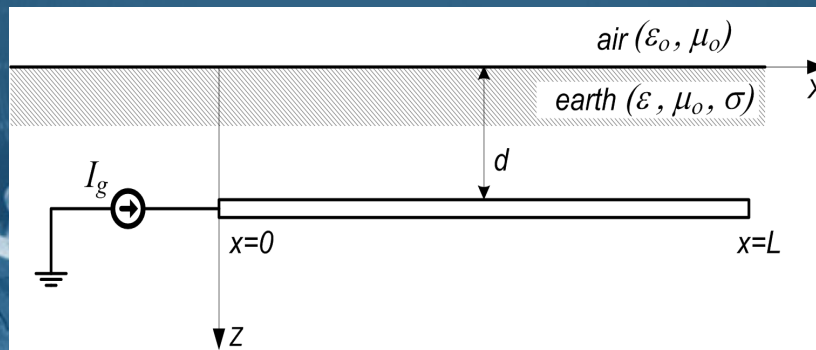 air (εo, μo)
x
earth (ε, μo, σ)
d
Ig
x=0
x=L
z